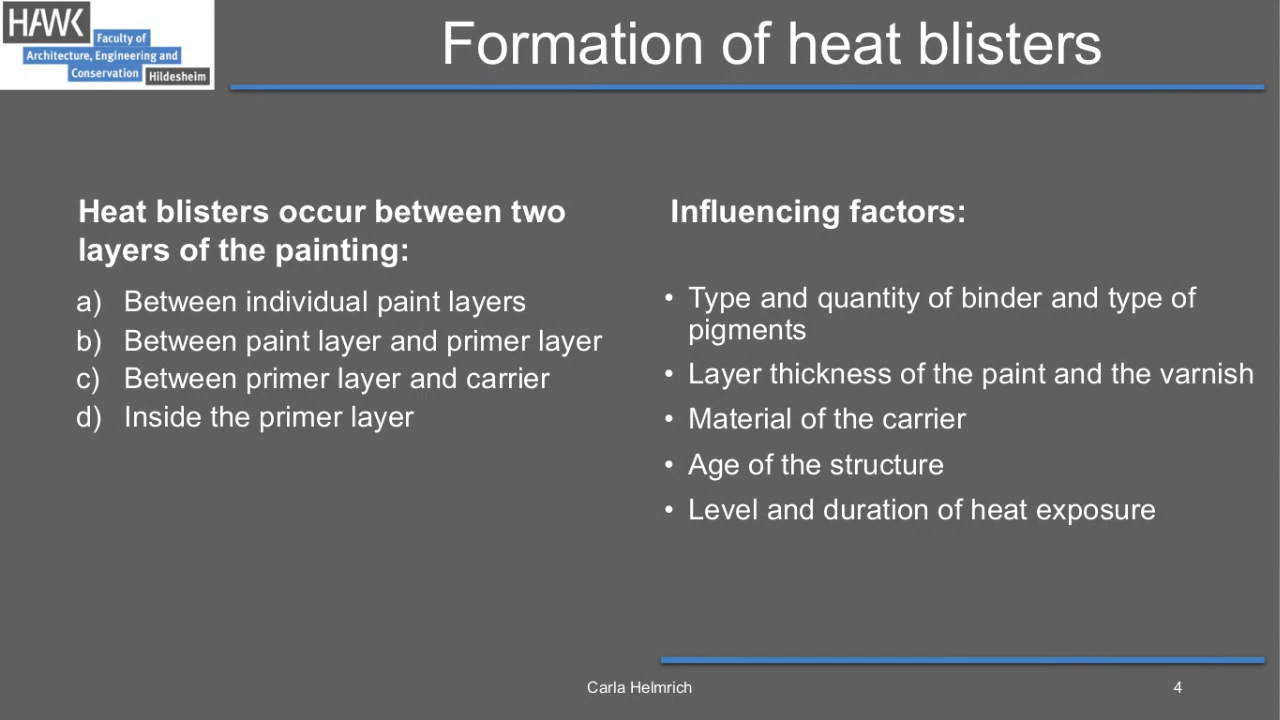 HAWK
Faculty of
Architecture, Engineering and
Conservation Hildesheim
Formation of heat blisters
Heat blisters occur between two
layers of the painting:
a) Between individual paint layers
b) Between paint layer and primer layer
c) Between primer layer and carrier
d) Inside the primer layer
Influencing factors:
• Type and quantity of binder and type of
pigments
• Layer thickness of the paint and the varnish
• Material of the carrier
• Age of the structure
• Level and duration of heat exposure
Carla Helmrich
4